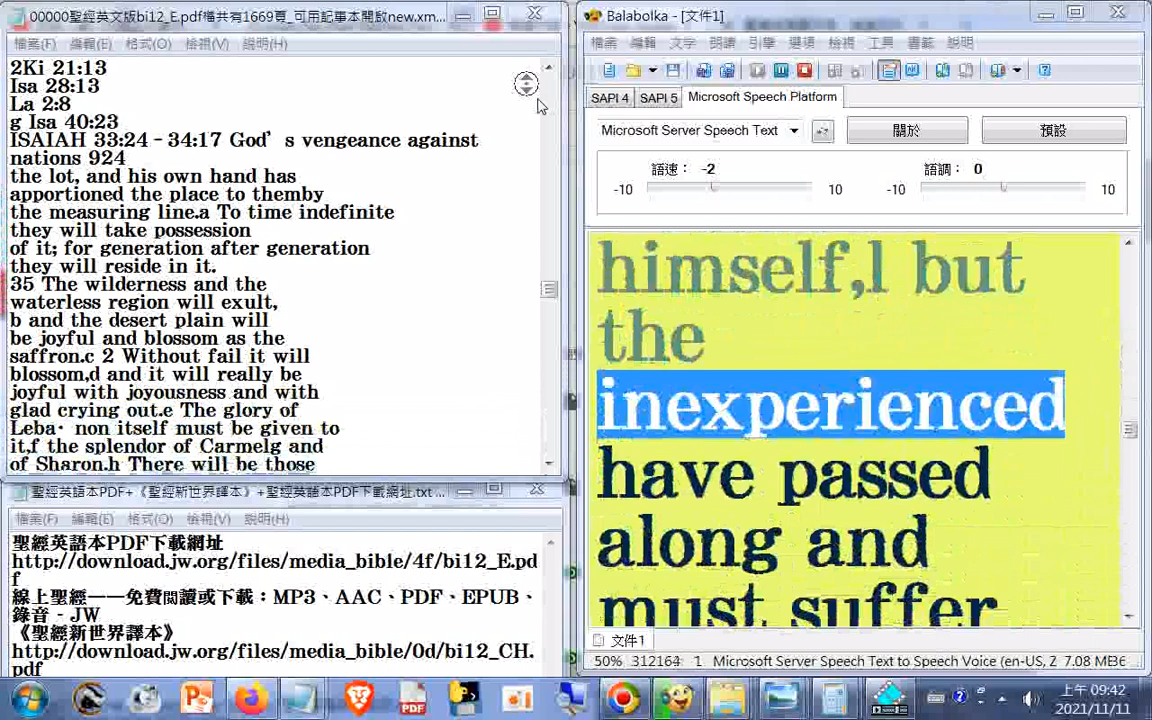 00000聖經英文版bi12_E.pdf檔共有1669頁_可用記事本開啟new.xm...
檔案(F) 編輯(E) 格式(O) 檢視(V) 說明(H)
2Ki 21:13
Isa 28:13
La 2:8
g Isa 40:23
ISAIAH 33:24－34:17 God’s vengeance against
nations 924
the lot, and his own hand has
apportioned the place to themby
the measuring line.a To time indefinite
they will take possession
of it; for generation after generation
they will reside in it.
35 The wilderness and the
waterless region will exult,
b and the desert plain will
be joyful and blossom as the
saffron.c 2 Without fail it will
blossom,d and it will really be
joyful with joyousness and with
glad crying out.e The glory of
Leba· non itself must be given to
it,f the splendor of Carmelg and
of Sharon.h There will be those
聖經英語本PDF+《聖經新世界譯本》+聖經英語本PDF下載網址.txt ...
檔案(F) 編輯(E) 格式(O) 檢視(V) 說明(H)
聖經英語本PDF下載網址
http://download.jw.org/files/media_bible/4f/bi12_E.pd
f
線上聖經——免費閱讀或下載：MP3、AAC、PDF、EPUB、
錄音 - JW
《聖經新世界譯本》
http://download.jw.org/files/media_bible/0d/bi12_CH.
pdf
Balabolka - [文件1]
檔案 編輯 文字 朗讀 引擎 選項 檢視 工具 書籤 說明
SAPI 4 SAPI 5 Microsoft Speech Platform
Microsoft Server Speech Text 關於 預設
語速： -2 語調： 0
-10 10 -10 10
himself,l but
the
inexperienced
have passed
along and
must suffer
文件1
50% 312164 1 Microsoft Server Speech Text to Speech Voice (en-US, Z 7.08 MB
上午 09:42
2021/11/11